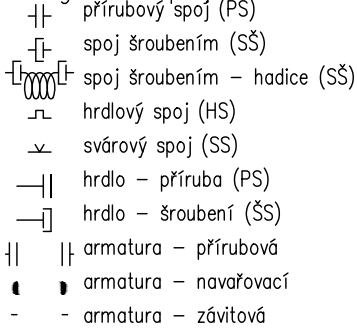 přírubový spoj (PS)
spoj šroubením (SŠ)
spoj šroubením – hadice (SŠ)
hrdlový spoj (HS)
svárový spoj (SS)
hrdlo – příruba (PS)
hrdlo – šroubení (ŠS)
armatura – přírubová
armatura – navařovací
armatura – závitová